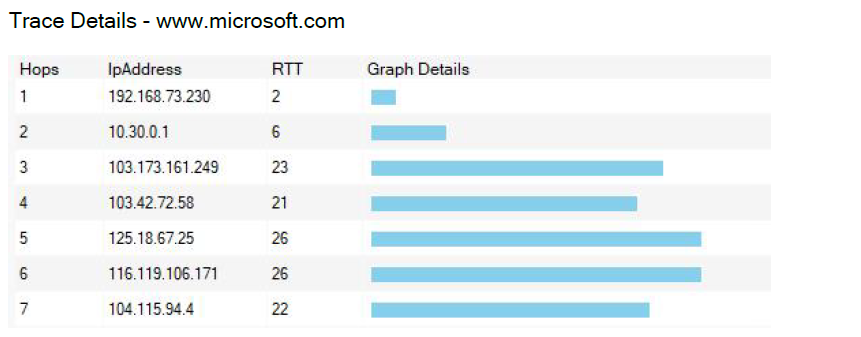 Trace Details - www.microsoft.com
Hops IpAddress RTT Graph Details
1 192.168.73.230 2
2 10.30.0.1 6
3 103.173.161.249 23
4 103.42.72.58 21
5 125.18.67.25 26
6 116.119.106.171 26
7 104.115.94.4 22